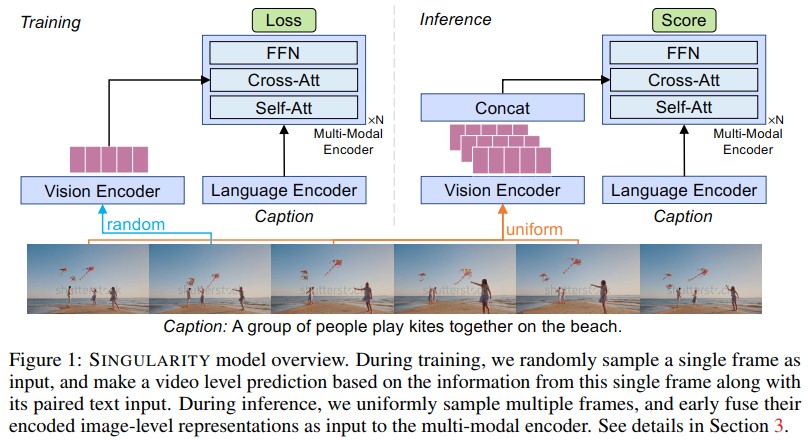 Training
Loss
FFN
Cross-Att
Self-Att
×N
Multi-Modal
Encoder
Vision Encoder
Language Encoder
Caption
random
Inference
Score
FFN
Cross-Att
Self-Att
×N
Multi-Modal
Encoder
Concat
Vision Encoder
Language Encoder
Caption
uniform
Caption: A group of people play kites together on the beach.
Figure 1: SINGULARITY model overview. During training, we randomly sample a single frame as
input, and make a video level prediction based on the information from this single frame along with
its paired text input. During inference, we uniformly sample multiple frames, and early fuse their
encoded image-level representations as input to the multi-modal encoder. See details in Section 3.